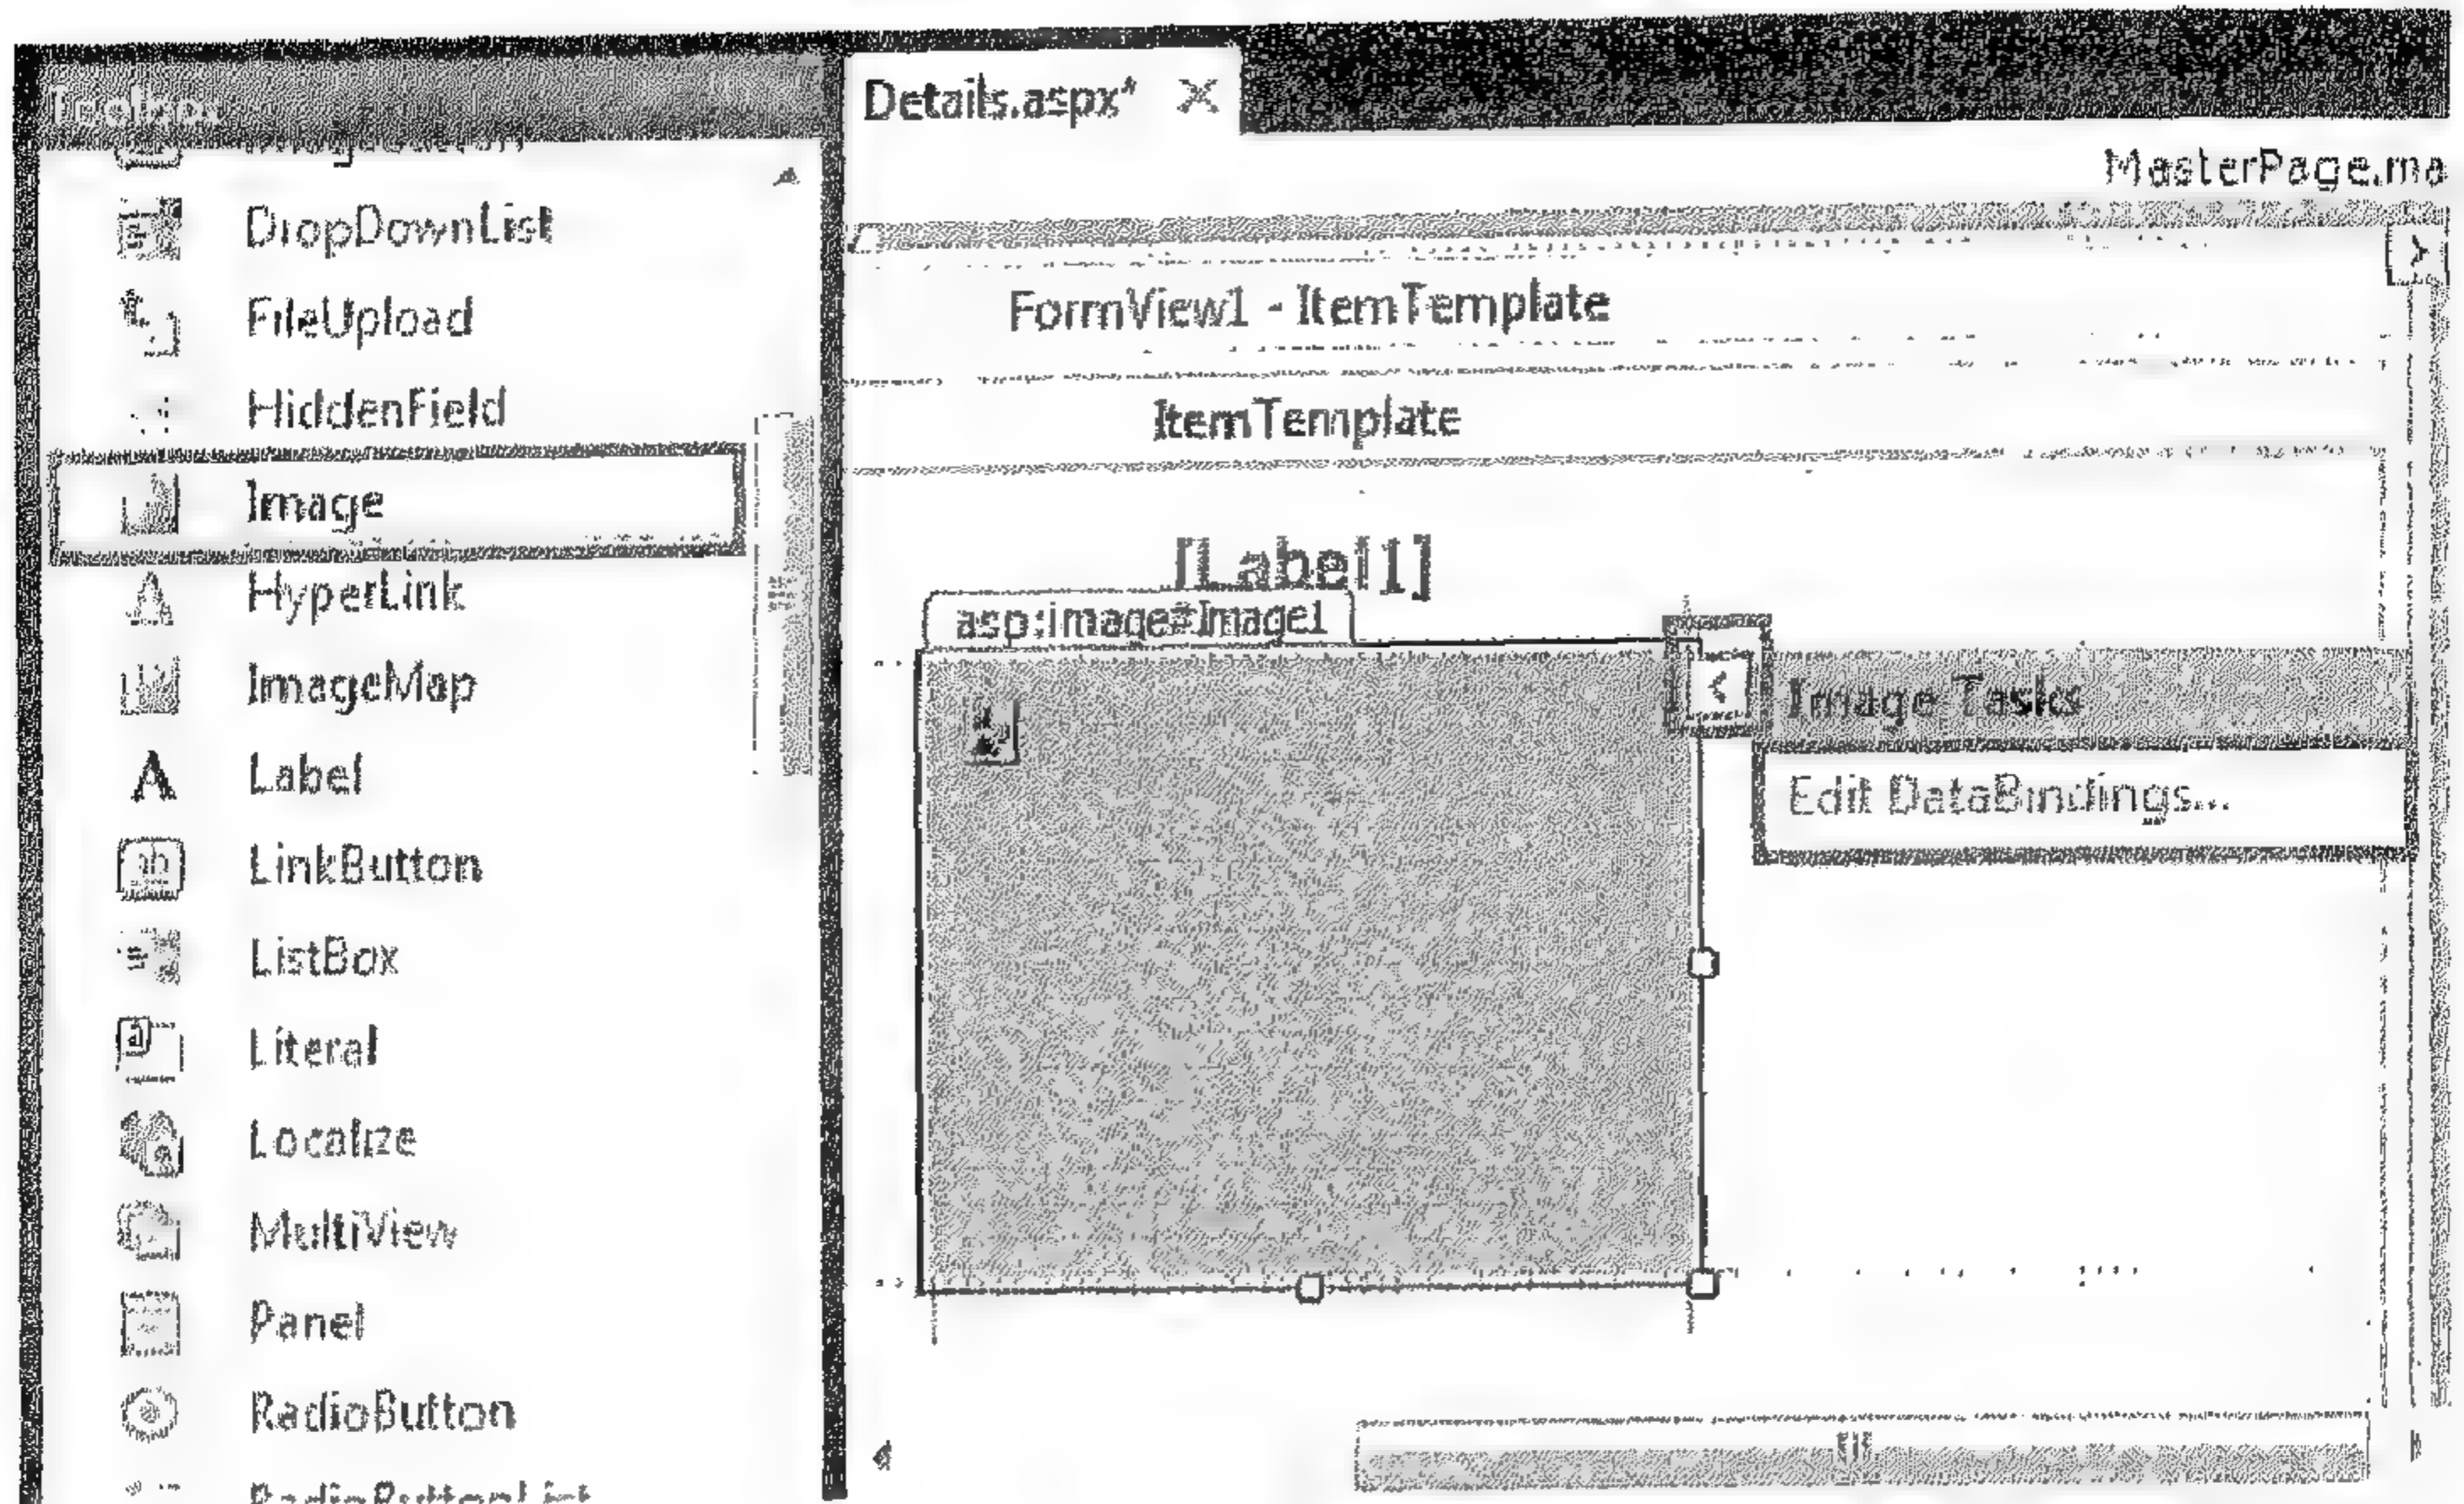 Toolbox
DropDownList
FileUpload
HiddenField
Image
HyperLink
ImageMap
Label
LinkButton
ListBox
Literal
Localize
MultiView
Panel
RadioButton
RadioButtonList
Details.aspx*
MasterPage.ma
FormView1 - ItemTemplate
ItemTemplate
[Label1]
asp:image#Image1
Image Tasks
Edit DataBindings...